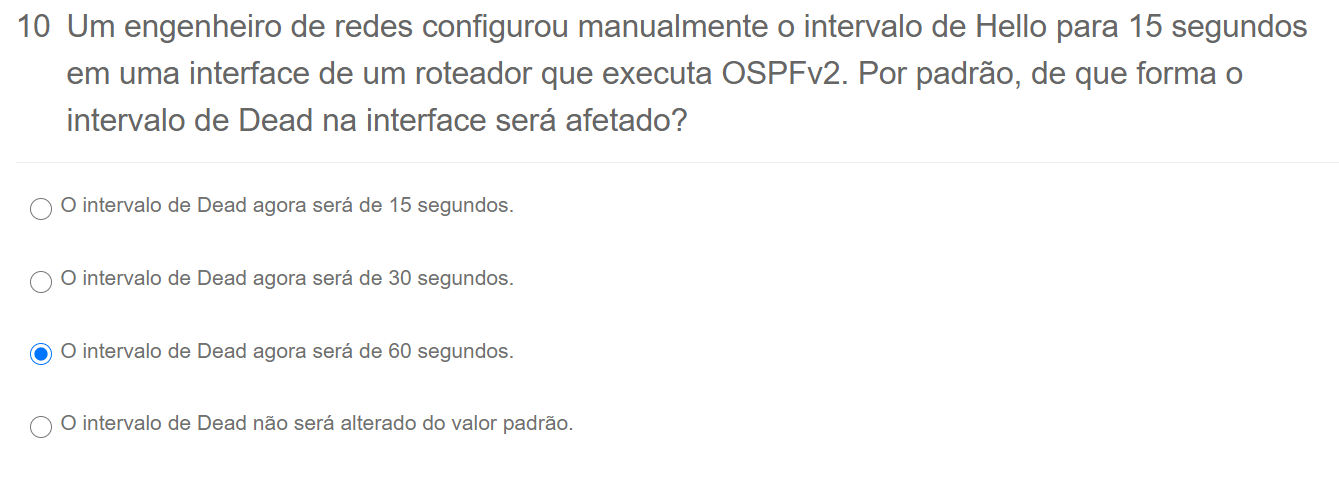 10 Um engenheiro de redes configurou manualmente o intervalo de Hello para 15 segundos
em uma interface de um roteador que executa OSPFv2. Por padrão, de que forma o
intervalo de Dead na interface será afetado?
O intervalo de Dead agora será de 15 segundos.
O intervalo de Dead agora será de 30 segundos.
O intervalo de Dead agora será de 60 segundos.
O intervalo de Dead não será alterado do valor padrão.